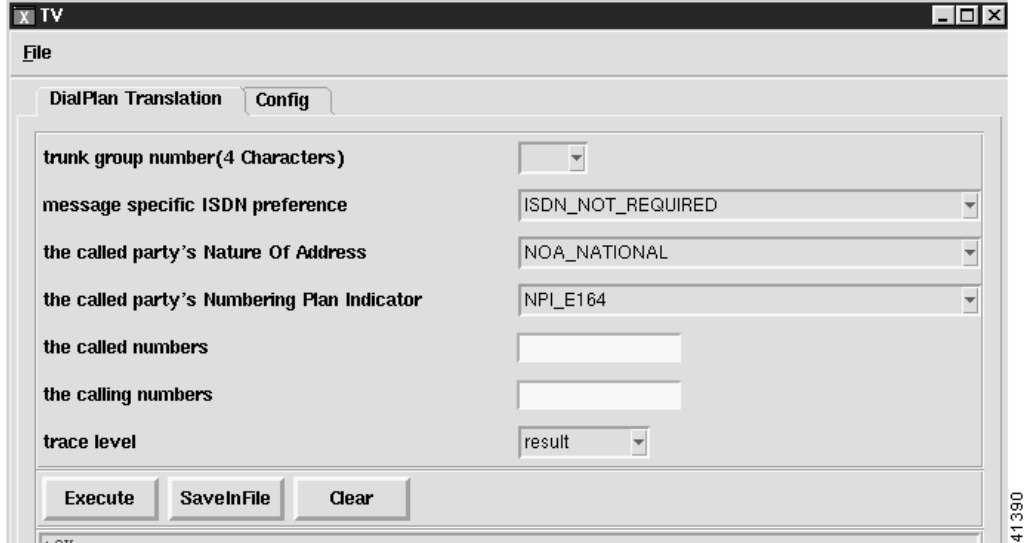 X TV
File
DialPlan Translation Config
trunk group number(4 Characters)
message specific ISDN preference ISDN_NOT_REQUIRED
the called party's Nature Of Address NOA_NATIONAL
the called party's Numbering Plan Indicator NPI_E164
the called numbers
the calling numbers
trace level result
Execute SaveInFile Clear
41390